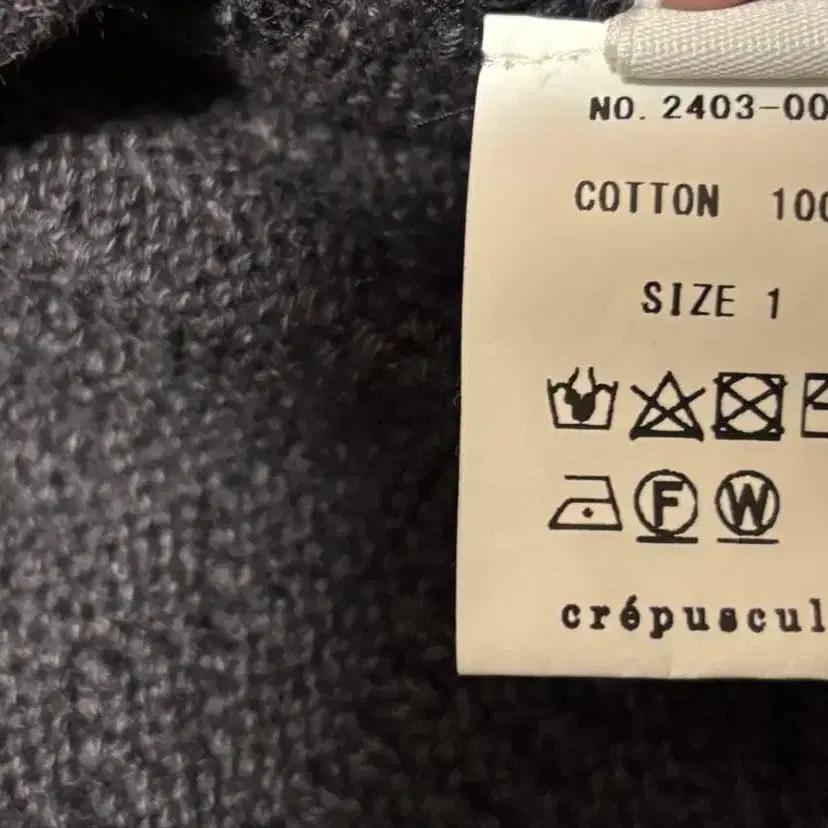 NO. 2403-00
COTTON 100
SIZE 1
F W
crépuscul